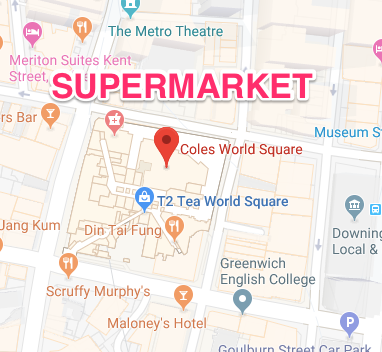 The Metro Theatre
Meriton Suites Kent
Street,
SUPERMARKET
ers Bar
Museum S
Coles World Square
T2 Tea World Square
Jang Kum
Din Tai Fung
Downing
Local &
Greenwich
English College
Scruffy Murphy's
Maloney's Hotel
Goulburn Street Car Park